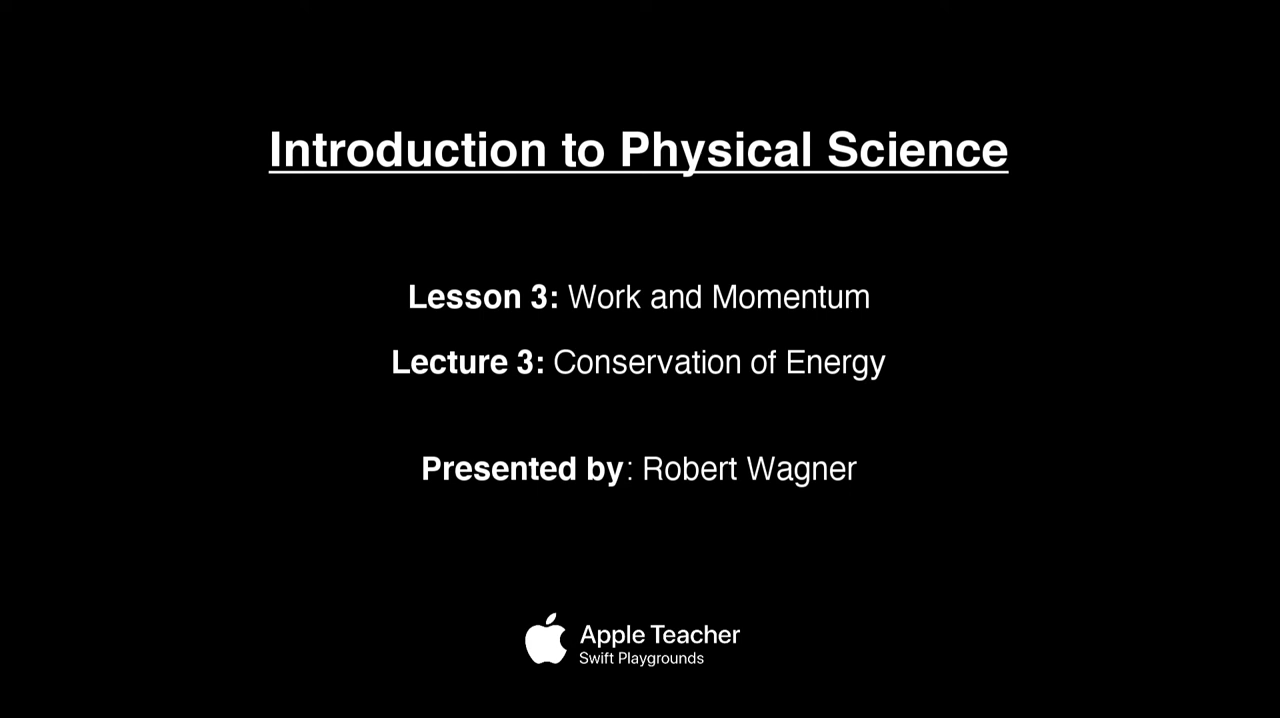 Introduction to Physical Science
Lesson 3: Work and Momentum
Lecture 3: Conservation of Energy
Presented by: Robert Wagner
Apple Teacher
Swift Playgrounds